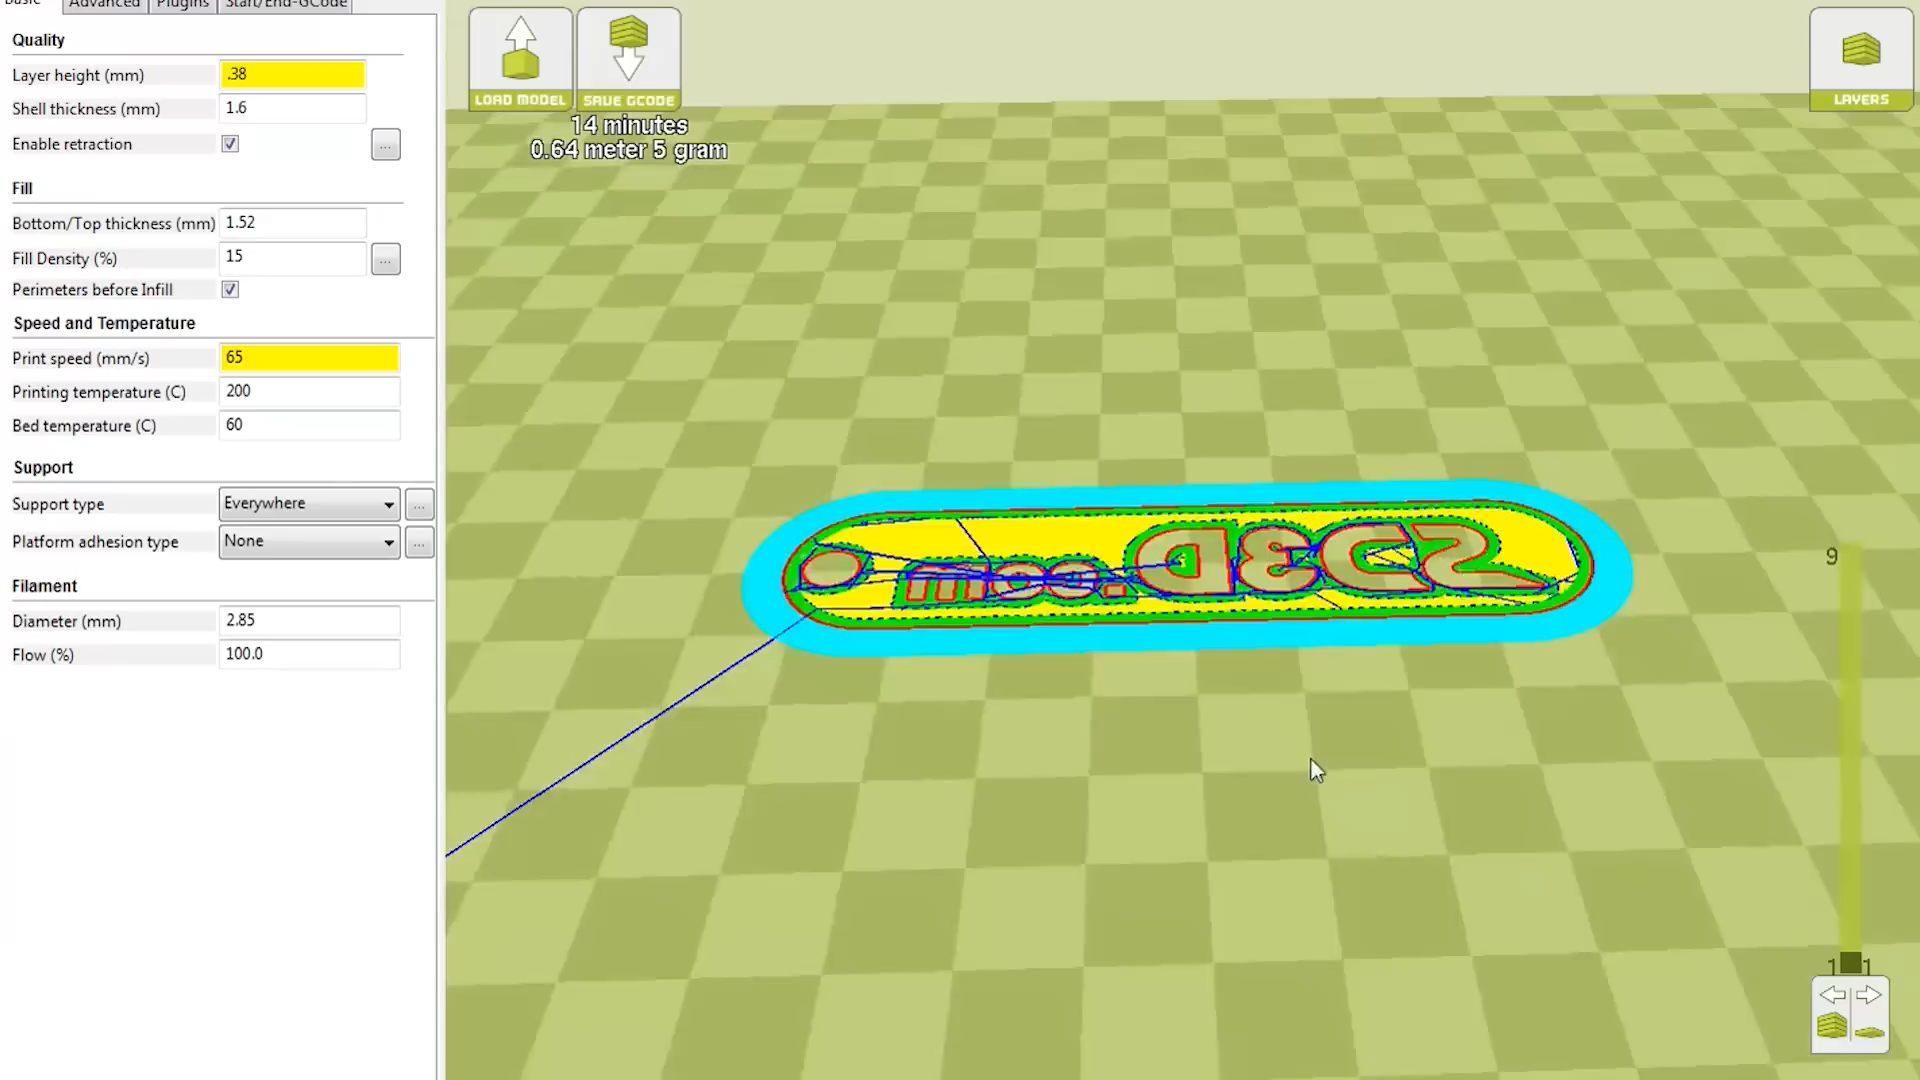 Basic Advanced Plugins Start/End-GCode
Quality
Layer height (mm) .38
Shell thickness (mm) 1.6
Enable retraction ...
Fill
Bottom/Top thickness (mm) 1.52
Fill Density (%) 15 ...
Perimeters before Infill
Speed and Temperature
Print speed (mm/s) 65
Printing temperature (C) 200
Bed temperature (C) 60
Support
Support type Everywhere ...
Platform adhesion type None ...
Filament
Diameter (mm) 2.85
Flow (%) 100.0
LOAD MODEL SAVE GCODE
14 minutes
0.64 meter 5 gram
LAYERS
9
1 1